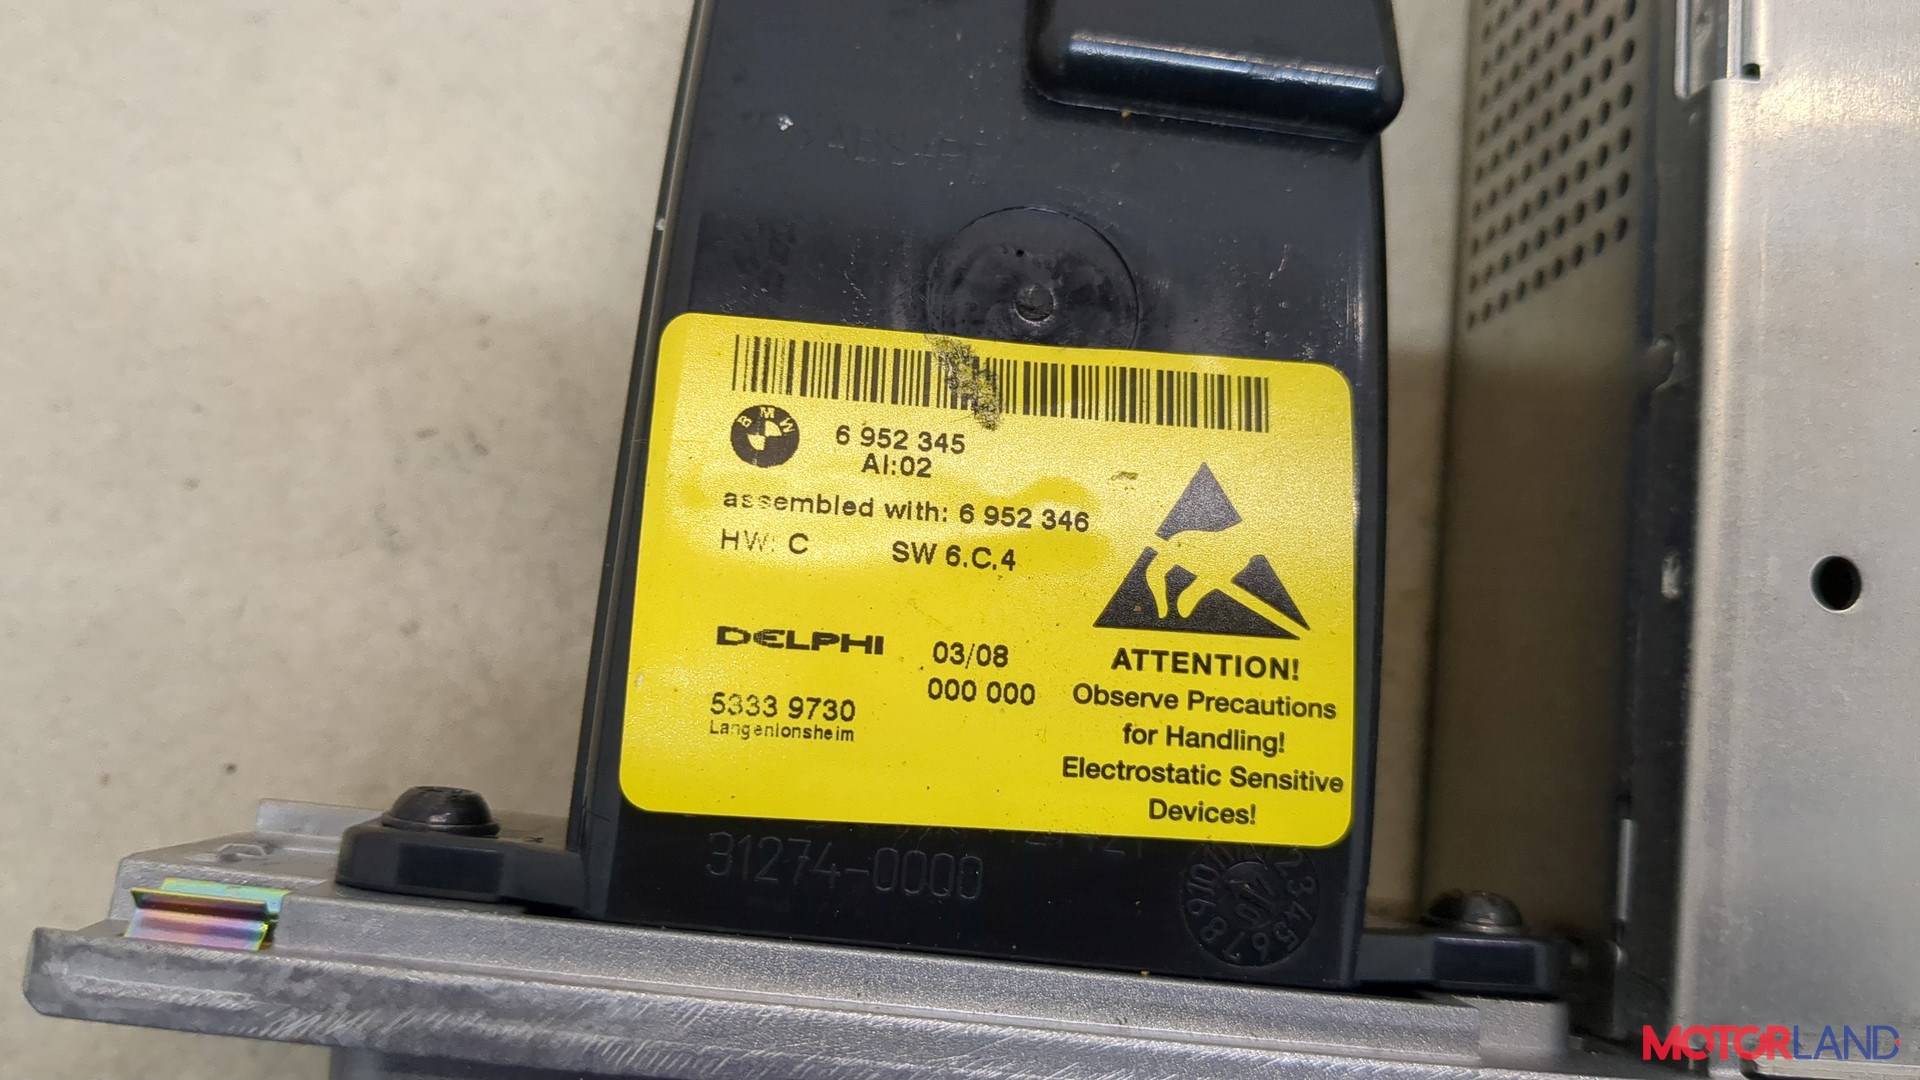 BMW
6 952 345
AI:02
assembled with: 6 952 346
HW: C SW 6.C.4
DELPHI 03/08
000 000
5333 9730
Langenlonsheim
ATTENTION!
Observe Precautions
for Handling!
Electrostatic Sensitive
Devices!
31274-0000
MOTORLAND